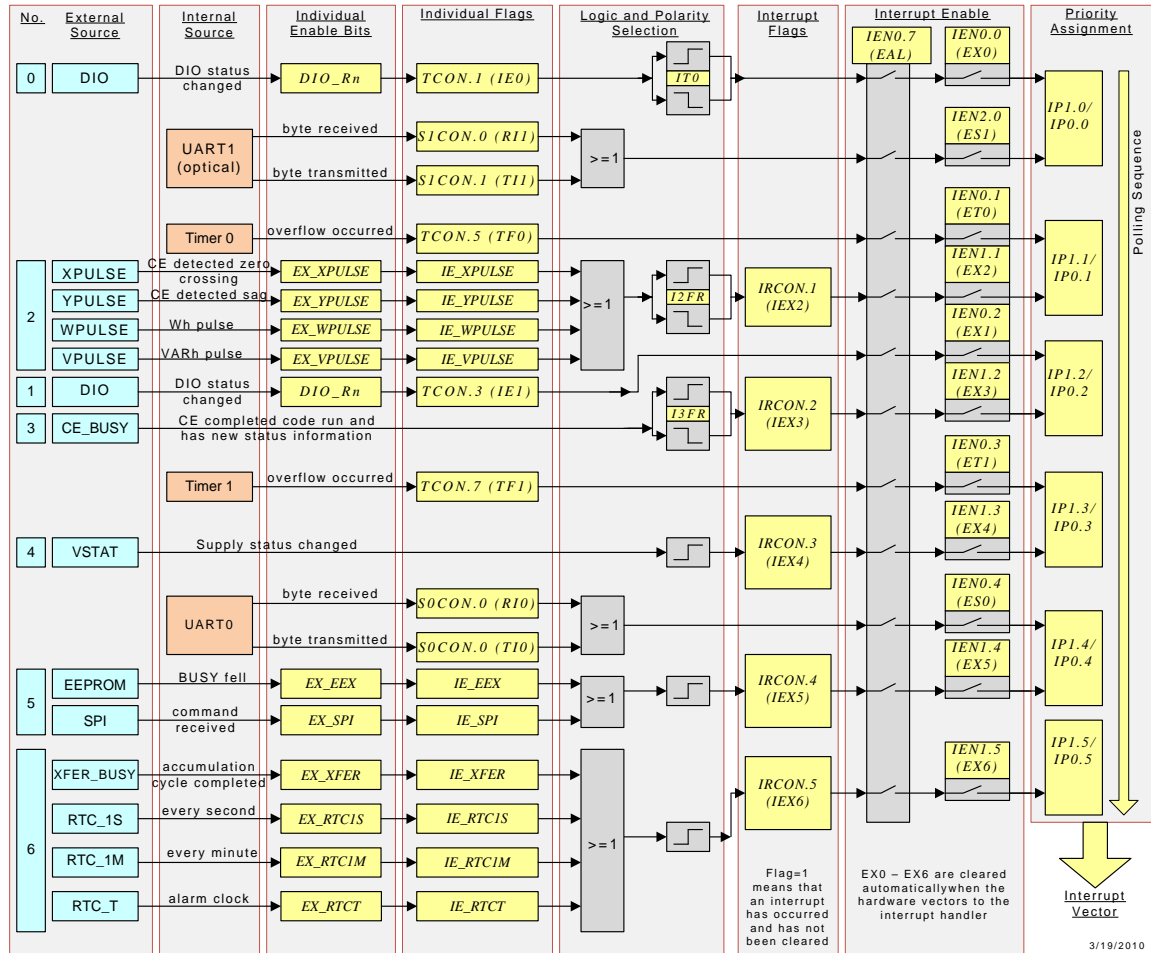 No.
External
Source
Internal
Source
Individual
Enable Bits
Individual Flags
Logic and Polarity
Selection
Interrupt
Flags
Interrupt Enable
Priority
Assignment
0
DIO
DIO status
changed
DIO_Rn
TCON.1 (IE0)
IT0
IEN0.7
(EAL)
IEN0.0
(EX0)
IP1.0/
IP0.0
UART1
(optical)
byte received
S1CON.0 (RI1)
byte transmitted
S1CON.1 (TI1)
>=1
IEN2.0
(ES1)
Timer 0
overflow occurred
TCON.5 (TF0)
IEN0.1
(ET0)
IP1.1/
IP0.1
2
XPULSE
CE detected zero
crossing
EX_XPULSE
IE_XPULSE
YPULSE
CE detected sag
EX_YPULSE
IE_YPULSE
WPULSE
Wh pulse
EX_WPULSE
IE_WPULSE
VPULSE
VARh pulse
EX_VPULSE
IE_VPULSE
>=1
I2FR
IRCON.1
(IEX2)
IEN1.1
(EX2)
1
DIO
DIO status
changed
DIO_Rn
TCON.3 (IE1)
IEN0.2
(EX1)
IP1.2/
IP0.2
3
CE_BUSY
CE completed code run and
has new status information
I3FR
IRCON.2
(IEX3)
IEN1.2
(EX3)
Timer 1
overflow occurred
TCON.7 (TF1)
IEN0.3
(ET1)
IP1.3/
IP0.3
4
VSTAT
Supply status changed
IRCON.3
(IEX4)
IEN1.3
(EX4)
UART0
byte received
S0CON.0 (RI0)
byte transmitted
S0CON.0 (TI0)
>=1
IEN0.4
(ES0)
IP1.4/
IP0.4
5
EEPROM
BUSY fell
EX_EEX
IE_EEX
SPI
command
received
EX_SPI
IE_SPI
>=1
IRCON.4
(IEX5)
IEN1.4
(EX5)
6
XFER_BUSY
accumulation
cycle completed
EX_XFER
IE_XFER
RTC_1S
every second
EX_RTC1S
IE_RTC1S
RTC_1M
every minute
EX_RTC1M
IE_RTC1M
RTC_T
alarm clock
EX_RTCT
IE_RTCT
>=1
IRCON.5
(IEX6)
IEN1.5
(EX6)
IP1.5/
IP0.5
Polling Sequence
Flag=1
means that
an interrupt
has occurred
and has not
been cleared
EX0 – EX6 are cleared
automaticallywhen the
hardware vectors to the
interrupt handler
Interrupt
Vector
3/19/2010